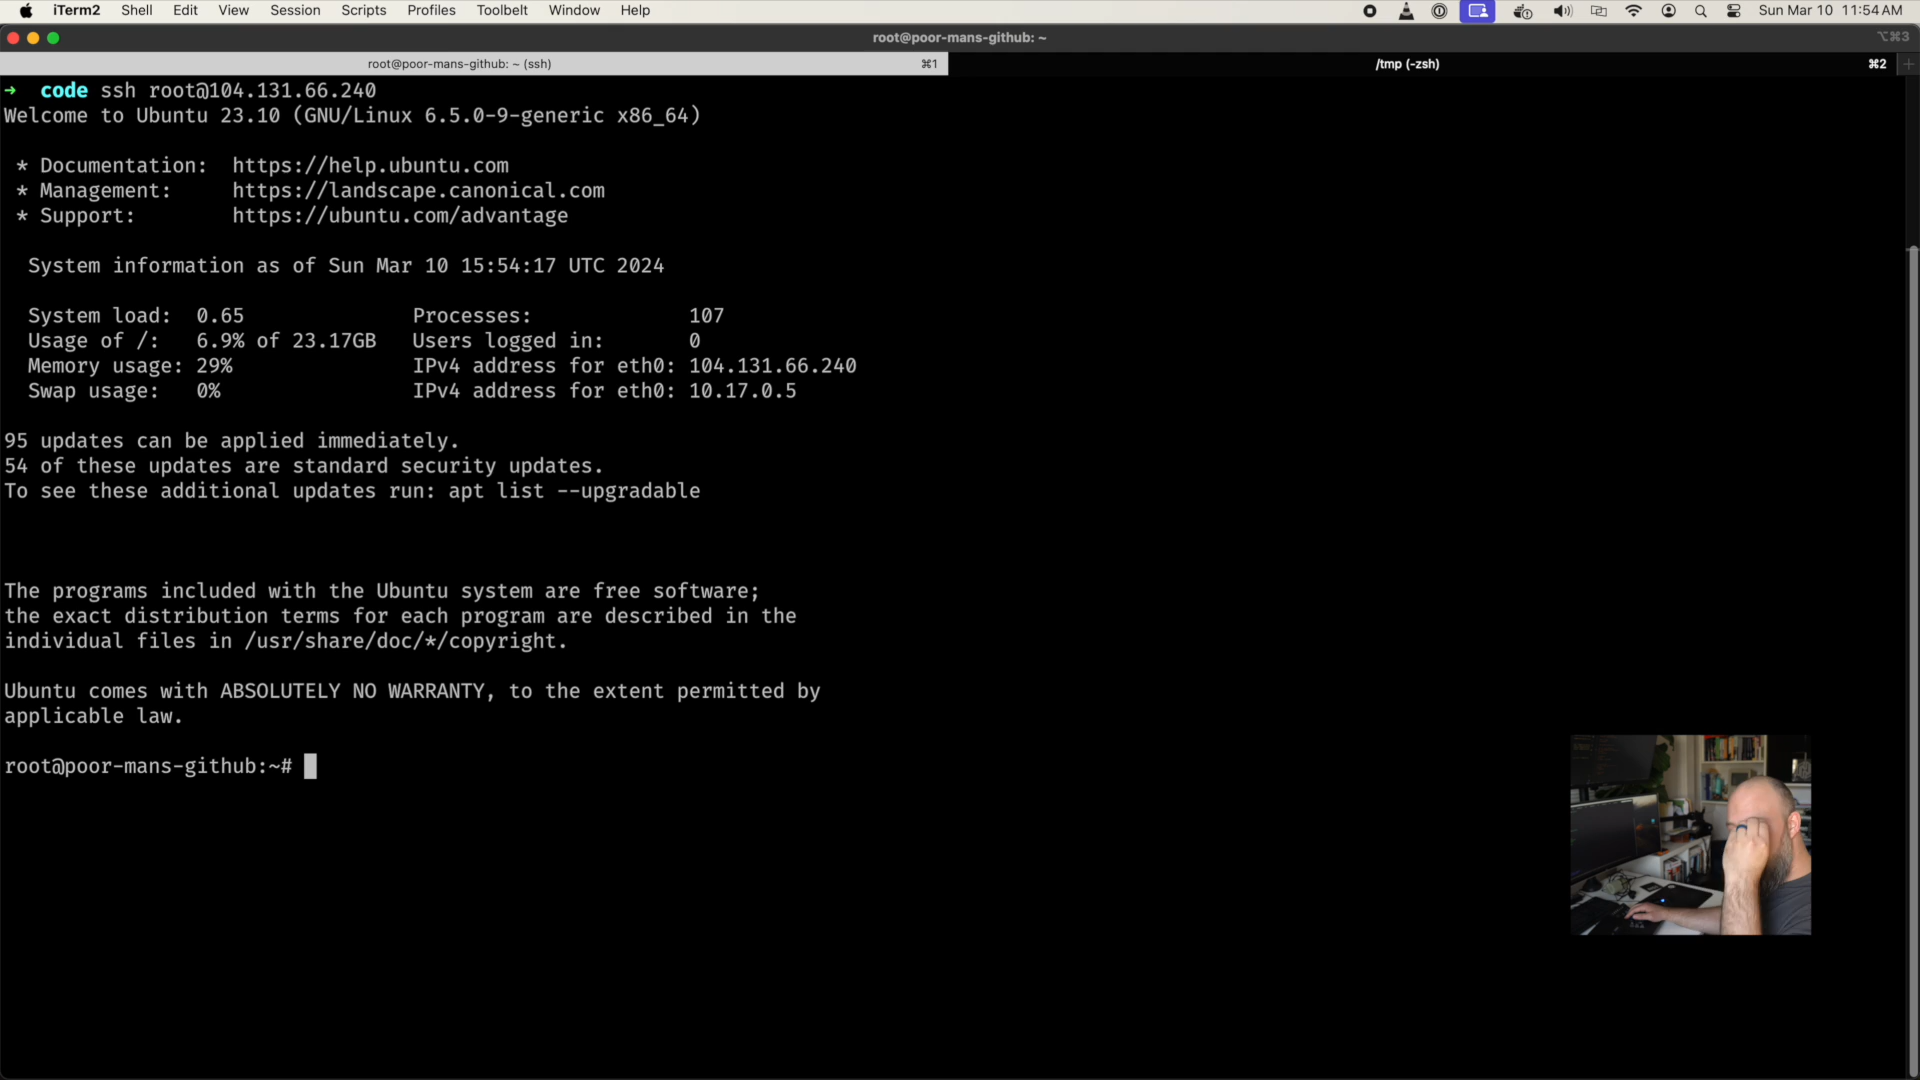 iTerm2 Shell Edit View Session Scripts Profiles Toolbelt Window Help Sun Mar 10 11:54 AM
root@poor-mans-github: ~ ⌥⌘3
root@poor-mans-github: ~ (ssh) ⌘1 /tmp (-zsh) ⌘2 +
→ code ssh root@104.131.66.240
Welcome to Ubuntu 23.10 (GNU/Linux 6.5.0-9-generic x86_64)
* Documentation: https://help.ubuntu.com
* Management: https://landscape.canonical.com
* Support: https://ubuntu.com/advantage
System information as of Sun Mar 10 15:54:17 UTC 2024
System load: 0.65 Processes: 107
Usage of /: 6.9% of 23.17GB Users logged in: 0
Memory usage: 29% IPv4 address for eth0: 104.131.66.240
Swap usage: 0% IPv4 address for eth0: 10.17.0.5
95 updates can be applied immediately.
54 of these updates are standard security updates.
To see these additional updates run: apt list --upgradable
The programs included with the Ubuntu system are free software;
the exact distribution terms for each program are described in the
individual files in /usr/share/doc/*/copyright.
Ubuntu comes with ABSOLUTELY NO WARRANTY, to the extent permitted by
applicable law.
root@poor-mans-github:~#